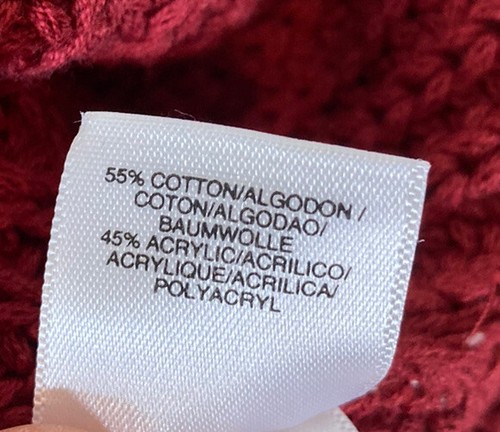 55% COTTON/ALGODON /
COTON/ALGODAO/
BAUMWOLLE
45% ACRYLIC/ACRILICO/
ACRYLIQUE/ACRILICA/
POLYACRYL